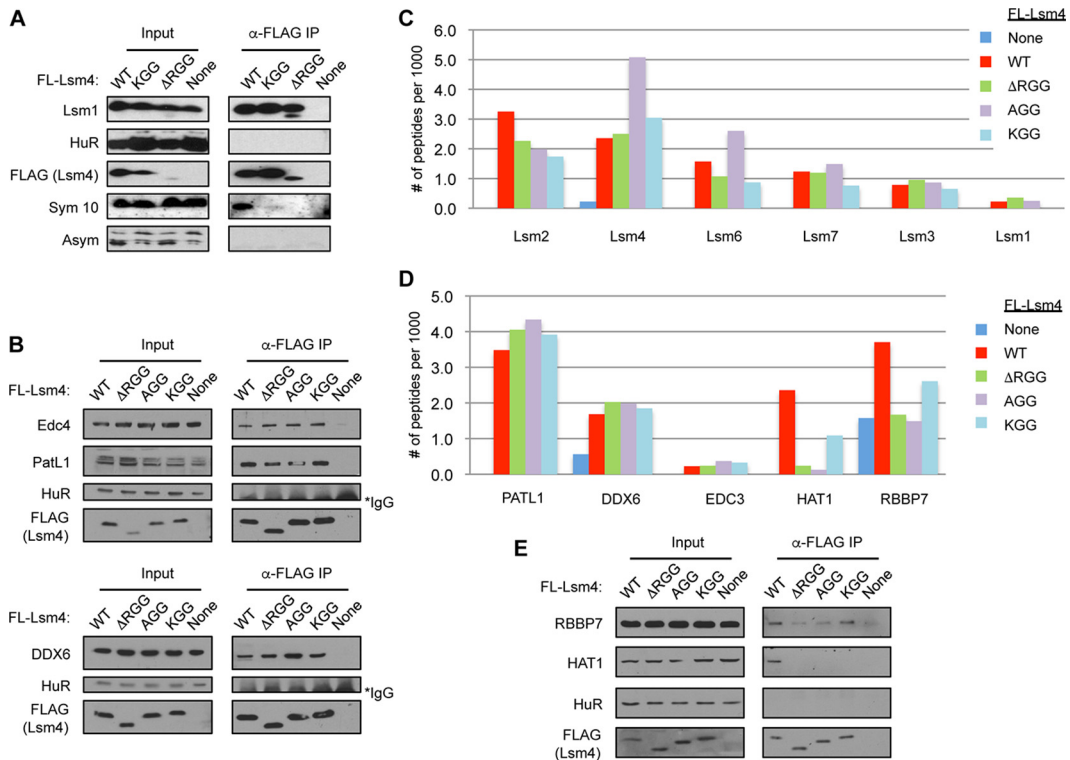 A
Input
α-FLAG IP
FL-Lsm4:
WT KGG ΔRGG None
WT KGG ΔRGG None
Lsm1
HuR
FLAG (Lsm4)
Sym 10
Asym
B
Input
α-FLAG IP
FL-Lsm4:
WT ΔRGG AGG KGG None
WT ΔRGG AGG KGG None
Edc4
PatL1
HuR
*IgG
FLAG
(Lsm4)
Input
α-FLAG IP
FL-Lsm4:
WT ΔRGG AGG KGG None
WT ΔRGG AGG KGG None
DDX6
HuR
*IgG
FLAG
(Lsm4)
C
# of peptides per 1000
6.0
5.0
4.0
3.0
2.0
1.0
0.0
Lsm2 Lsm4 Lsm6 Lsm7 Lsm3 Lsm1
FL-Lsm4
None
WT
ΔRGG
AGG
KGG
D
# of peptides per 1000
5.0
4.0
3.0
2.0
1.0
0.0
PATL1 DDX6 EDC3 HAT1 RBBP7
FL-Lsm4
None
WT
ΔRGG
AGG
KGG
E
Input
α-FLAG IP
FL-Lsm4:
WT ΔRGG AGG KGG None
WT ΔRGG AGG KGG None
RBBP7
HAT1
HuR
FLAG
(Lsm4)